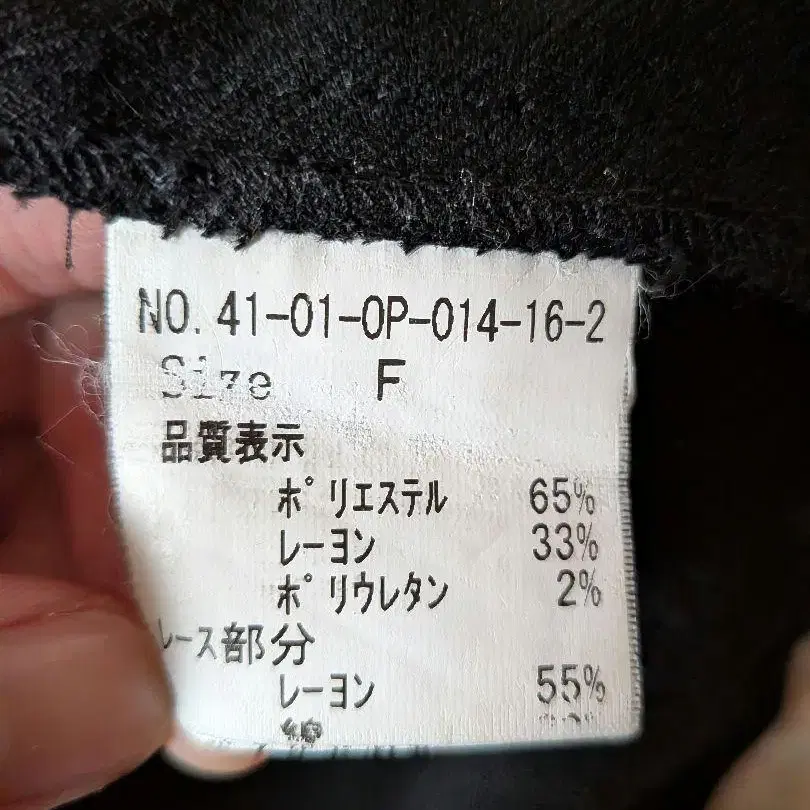 NO. 41-01-OP-014-16-2
Size F
品質表示
ポリエステル 65%
レーヨン 33%
ポリウレタン 2%
レース部分
レーヨン 55%